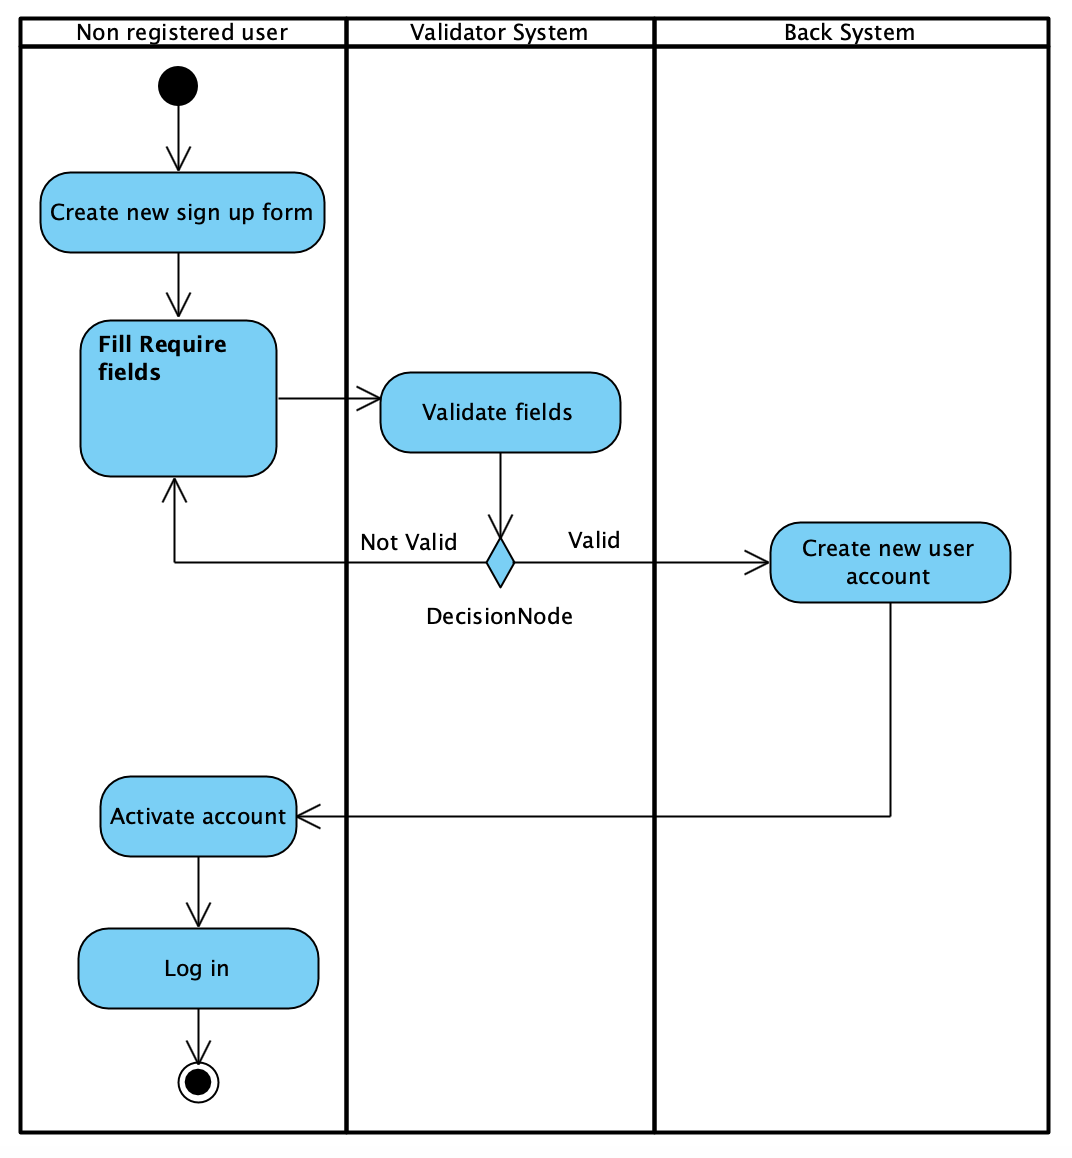 Non registered user
Validator System
Back System
Create new sign up form
Fill Require
fields
Validate fields
Not Valid
Valid
Create new user
account
DecisionNode
Activate account
Log in